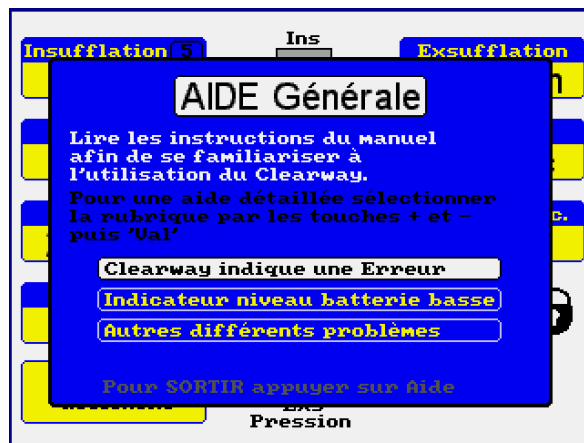 Ins
Insufflation 5
Exsufflation
AIDE Générale
Lire les instructions du manuel
afin de se familiariser à
l'utilisation du Clearway.
Pour une aide détaillée sélectionner
la rubrique par les touches + et -
puis 'Val'
Clearway indique une Erreur
Indicateur niveau batterie basse
Autres différents problèmes
Pour SORTIR appuyer sur Aide
Pression